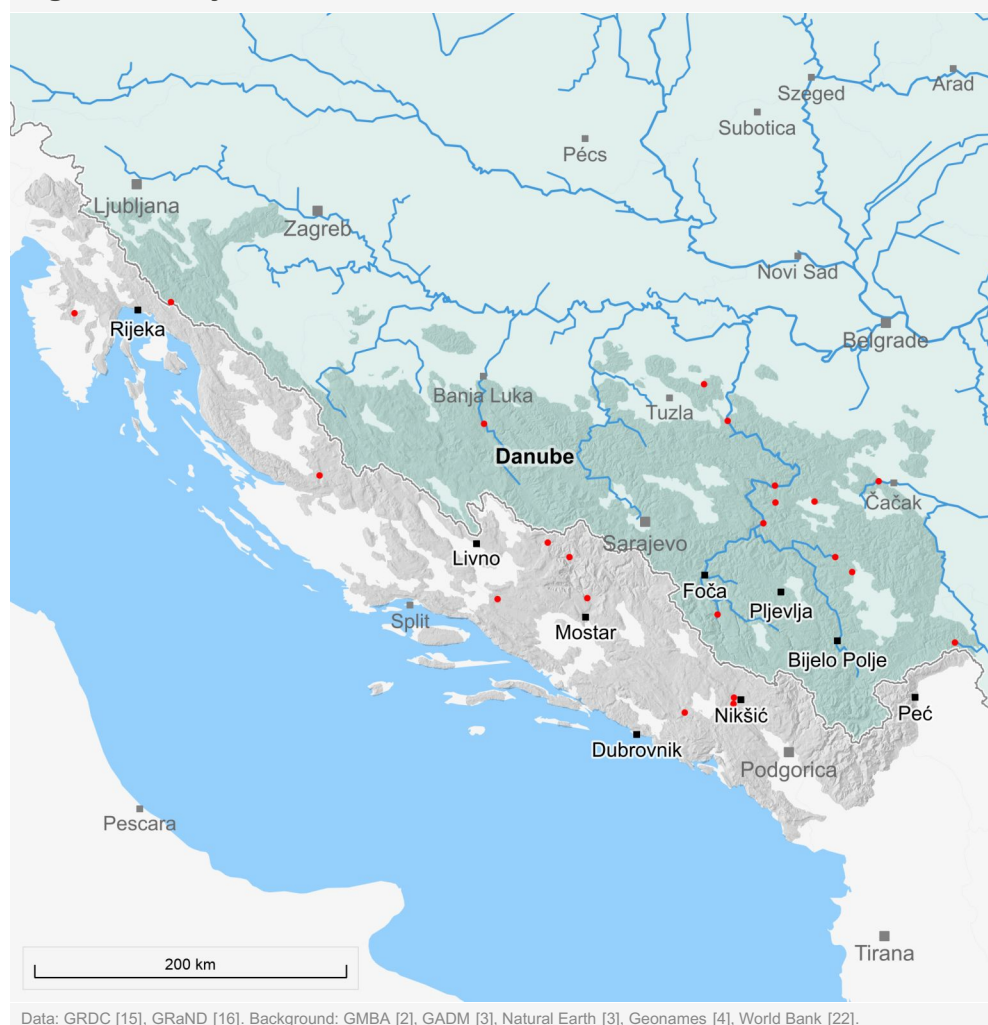 Szeged
Arad
Subotica
Pécs
Ljubljana
Zagreb
Novi Sad
Rijeka
Belgrade
Banja Luka
Tuzla
Danube
Čačak
Sarajevo
Livno
Foča
Pljevlja
Split
Mostar
Bijelo Polje
Nikšić
Peć
Dubrovnik
Podgorica
Pescara
Tirana
200 km
Data: GRDC [15], GRanD [16]. Background: GMBA [2], GADM [3], Natural Earth [3], Geonames [4], World Bank [22].